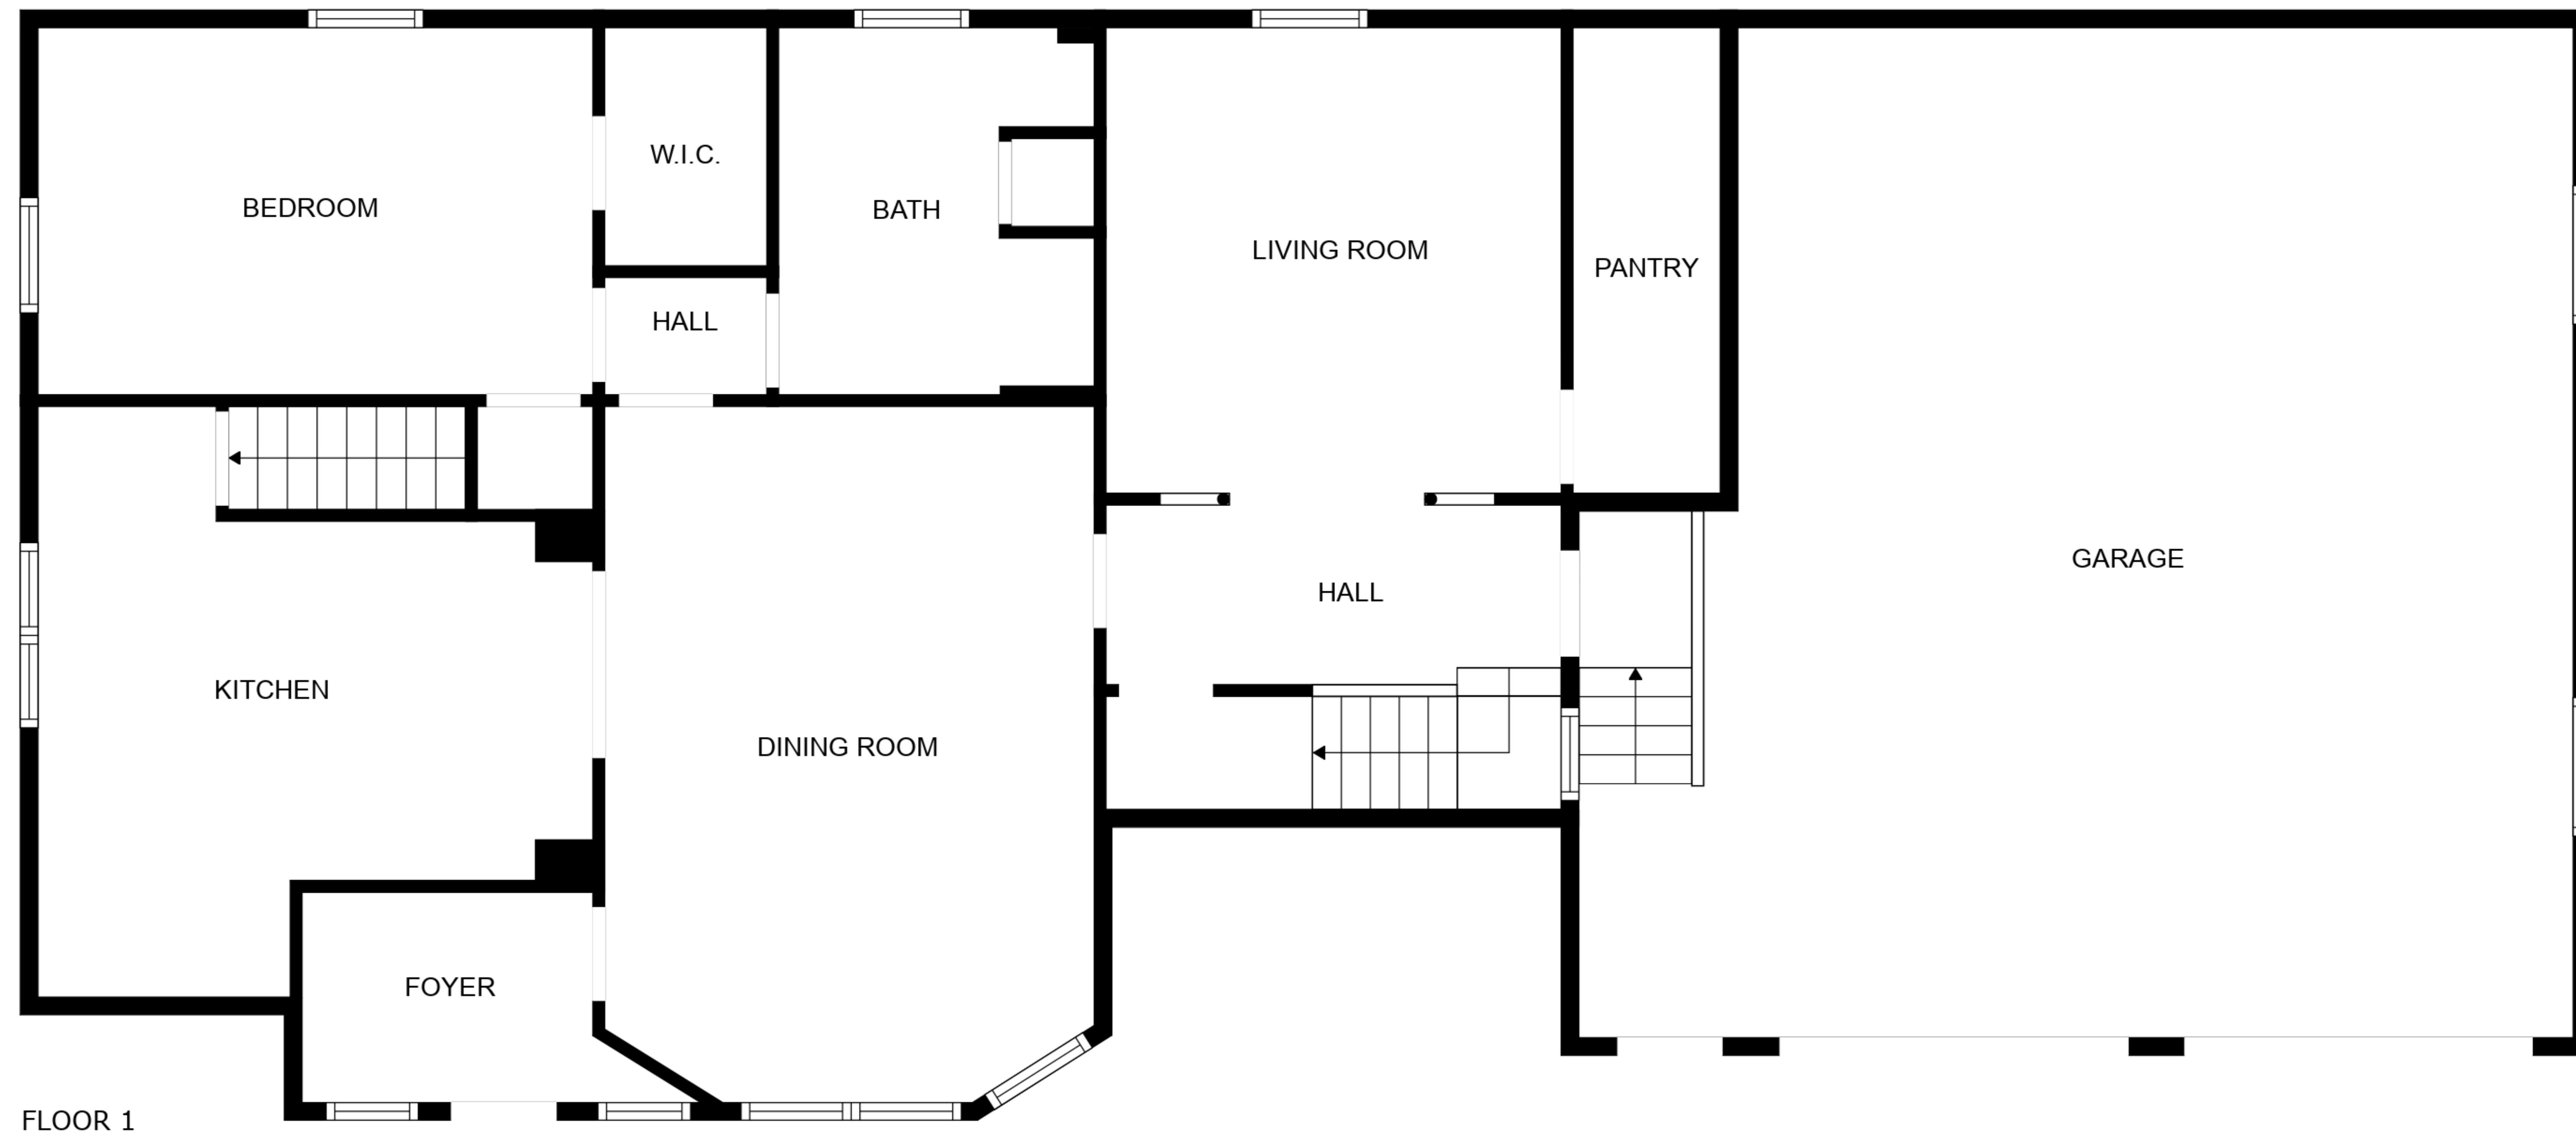 W.I.C.
BEDROOM
BATH
LIVING ROOM
PANTRY
HALL
GARAGE
HALL
KITCHEN
DINING ROOM
FOYER
FLOOR 1